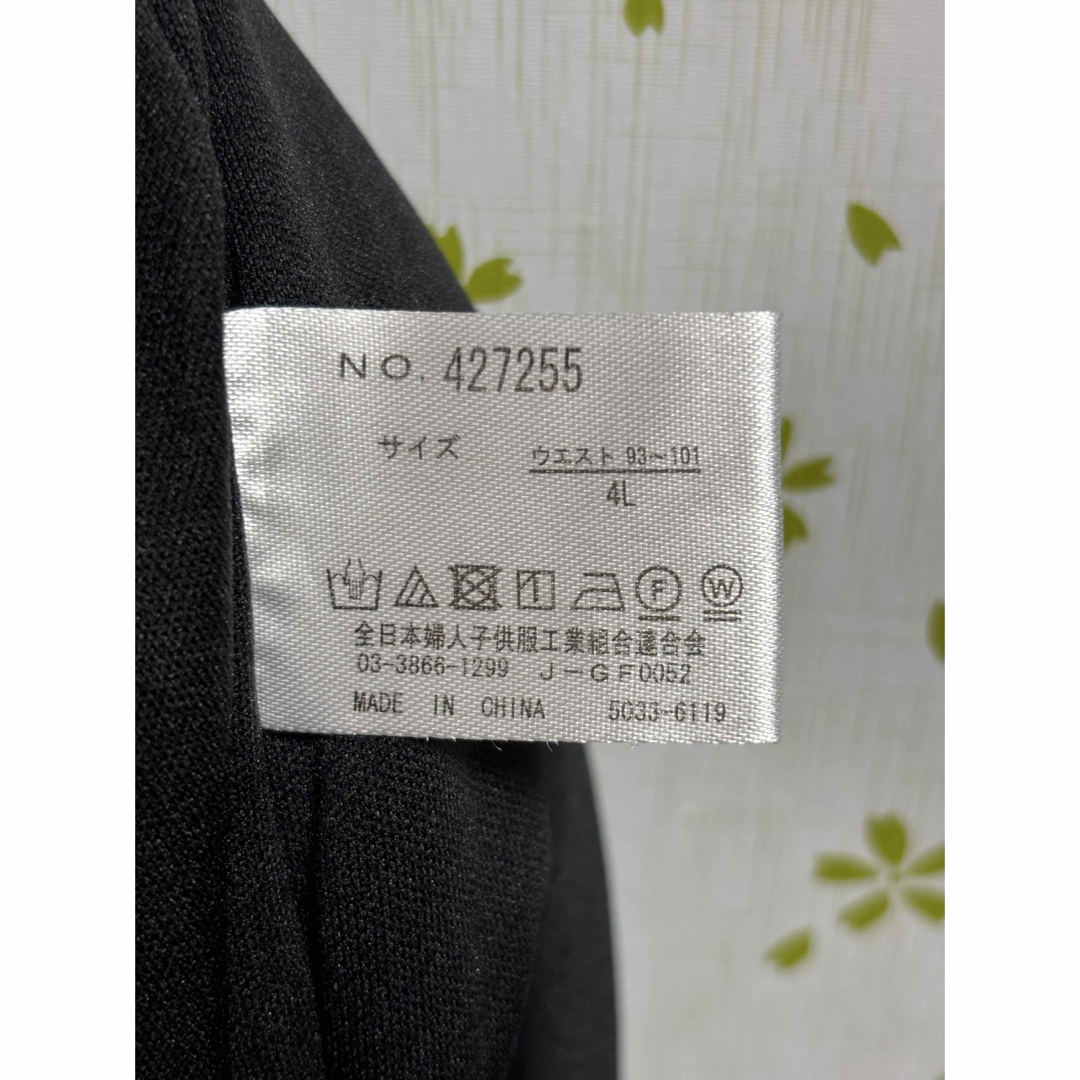 NO. 427255
サイズ ウエスト 93〜101
4L
F W
全日本婦人子供服工業組合連合会
03-3866-1299 J-GF0052
MADE IN CHINA 5033-6119